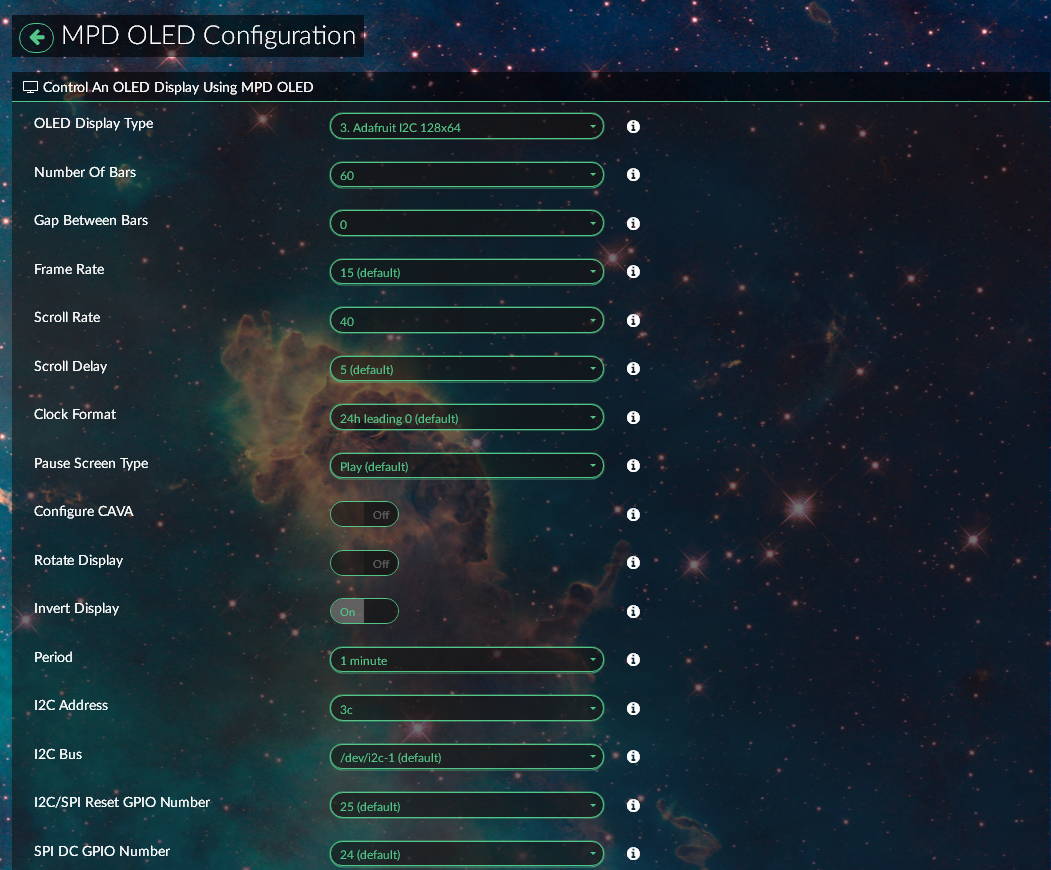 MPD OLED Configuration
Control An OLED Display Using MPD OLED
OLED Display Type 3. Adafruit I2C 128x64
Number Of Bars 60
Gap Between Bars 0
Frame Rate 15 (default)
Scroll Rate 40
Scroll Delay 5 (default)
Clock Format 24h leading 0 (default)
Pause Screen Type Play (default)
Configure CAVA Off
Rotate Display Off
Invert Display On
Period 1 minute
I2C Address 3c
I2C Bus /dev/i2c-1 (default)
I2C/SPI Reset GPIO Number 25 (default)
SPI DC GPIO Number 24 (default)